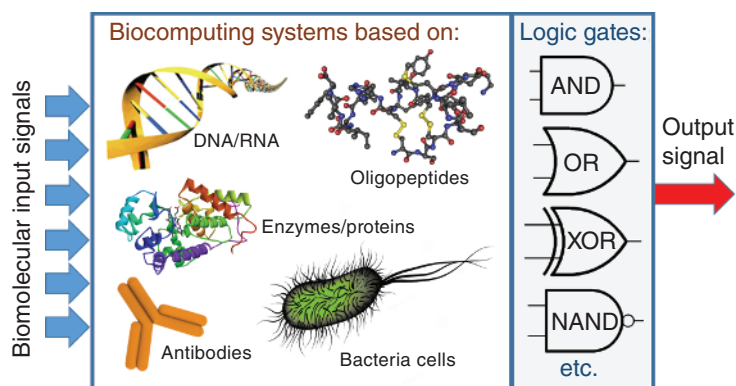 Biomolecular input signals
Biocomputing systems based on:
DNA/RNA
Oligopeptides
Enzymes/proteins
Antibodies
Bacteria cells
Logic gates:
AND
OR
XOR
NAND
etc.
Output
signal